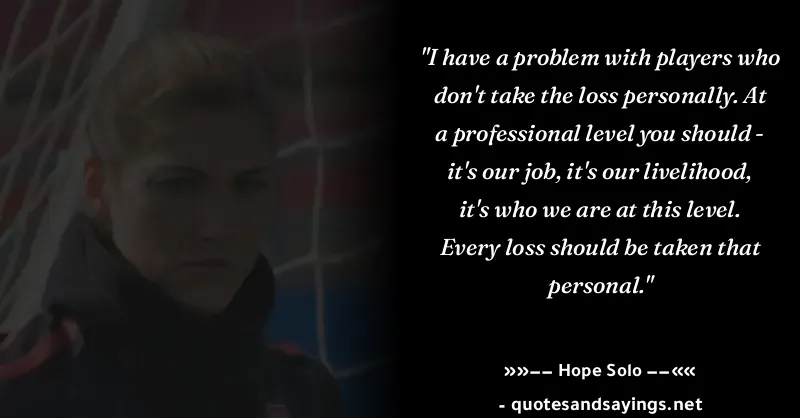 "I have a problem with players who
don't take the loss personally. At
a professional level you should -
it's our job, it's our livelihood,
it's who we are at this level.
Every loss should be taken that
personal."
»»−− Hope Solo −−««
- quotesandsayings.net